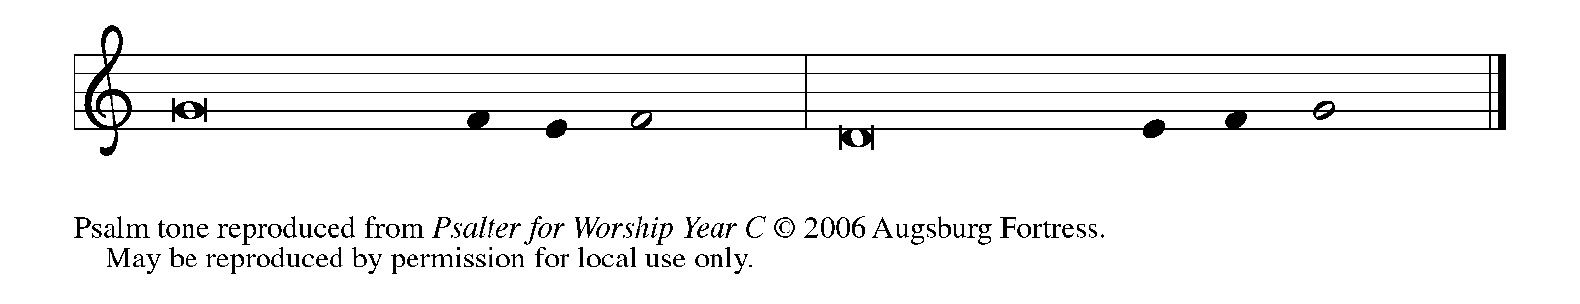 Psalm tone reproduced from Psalter for Worship Year C © 2006 Augsburg Fortress.
May be reproduced by permission for local use only.